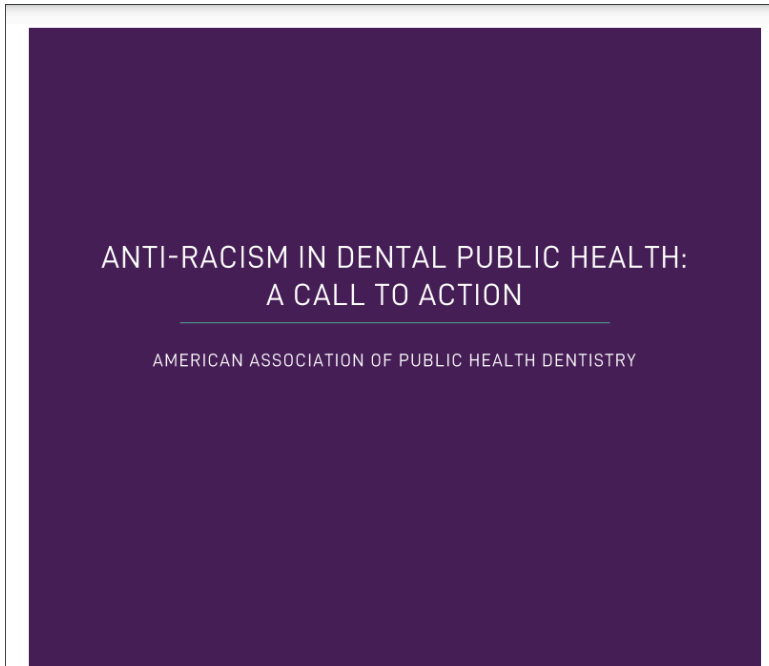 ANTI-RACISM IN DENTAL PUBLIC HEALTH:
A CALL TO ACTION
AMERICAN ASSOCIATION OF PUBLIC HEALTH DENTISTRY